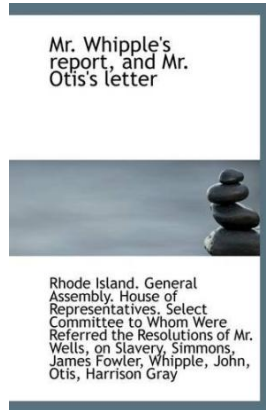 Mr. Whipple's
report, and Mr.
Otis's letter
Rhode Island. General
Assembly. House of
Representatives. Select
Committee to Whom Were
Referred the Resolutions of Mr.
Wells, on Slavery, Simmons,
James Fowler, Whipple, John,
Otis, Harrison Gray